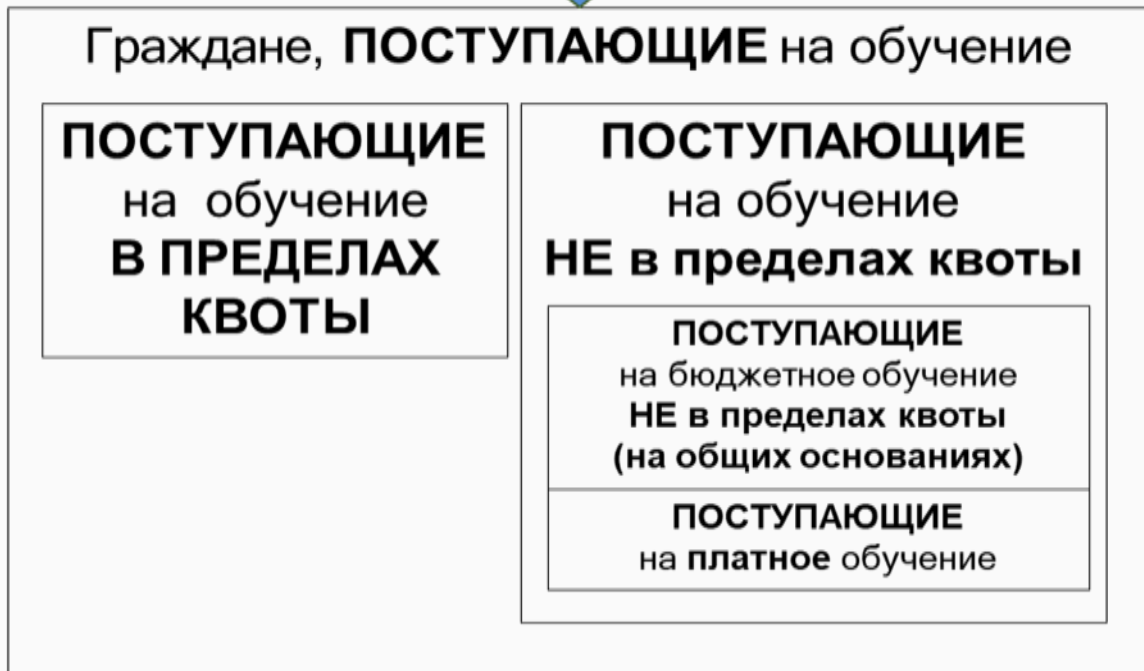 Граждане, ПОСТУПАЮЩИЕ на обучение
ПОСТУПАЮЩИЕ
на обучение
В ПРЕДЕЛАХ
КВОТЫ
ПОСТУПАЮЩИЕ
на обучение
НЕ в пределах квоты
ПОСТУПАЮЩИЕ
на бюджетное обучение
НЕ в пределах квоты
(на общих основаниях)
ПОСТУПАЮЩИЕ
на платное обучение